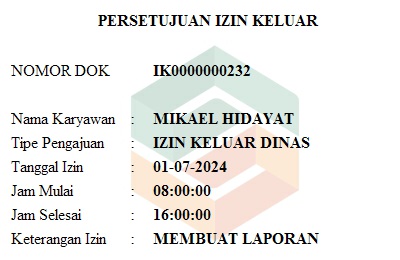 PERSETUJUAN IZIN KELUAR
NOMOR DOK IK0000000232
Nama Karyawan : MIKAEL HIDAYAT
Tipe Pengajuan : IZIN KELUAR DINAS
Tanggal Izin : 01-07-2024
Jam Mulai : 08:00:00
Jam Selesai : 16:00:00
Keterangan Izin : MEMBUAT LAPORAN